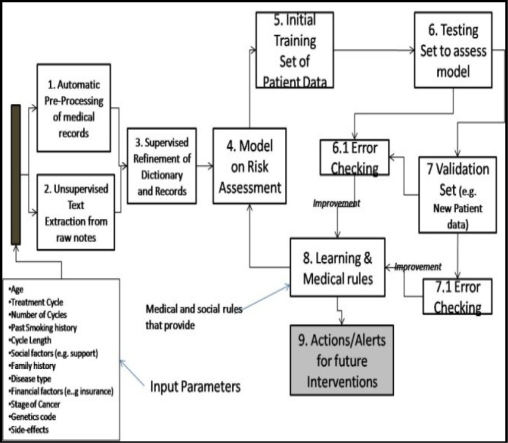 1. Automatic
Pre-Processing
of medical
records
2. Unsupervised
Text
Extraction from
raw notes
3. Supervised
Refinement of
Dictionary
and Records
4. Model
on Risk
Assessment
5. Initial
Training
Set of
Patient Data
6. Testing
Set to assess
model
6.1 Error
Checking
7 Validation
Set (e.g.
New Patient
data)
Improvement
Improvement
7.1 Error
Checking
8. Learning &
Medical rules
Medical and social rules
that provide
9. Actions/Alerts
for future
Interventions
•Age
•Treatment Cycle
•Number of Cycles
•Past Smoking history
•Cycle Length
•Social factors (e.g. support)
•Family history
•Disease type
•Financial factors (e..g insurance)
•Stage of Cancer
•Genetics code
•Side-effects
Input Parameters